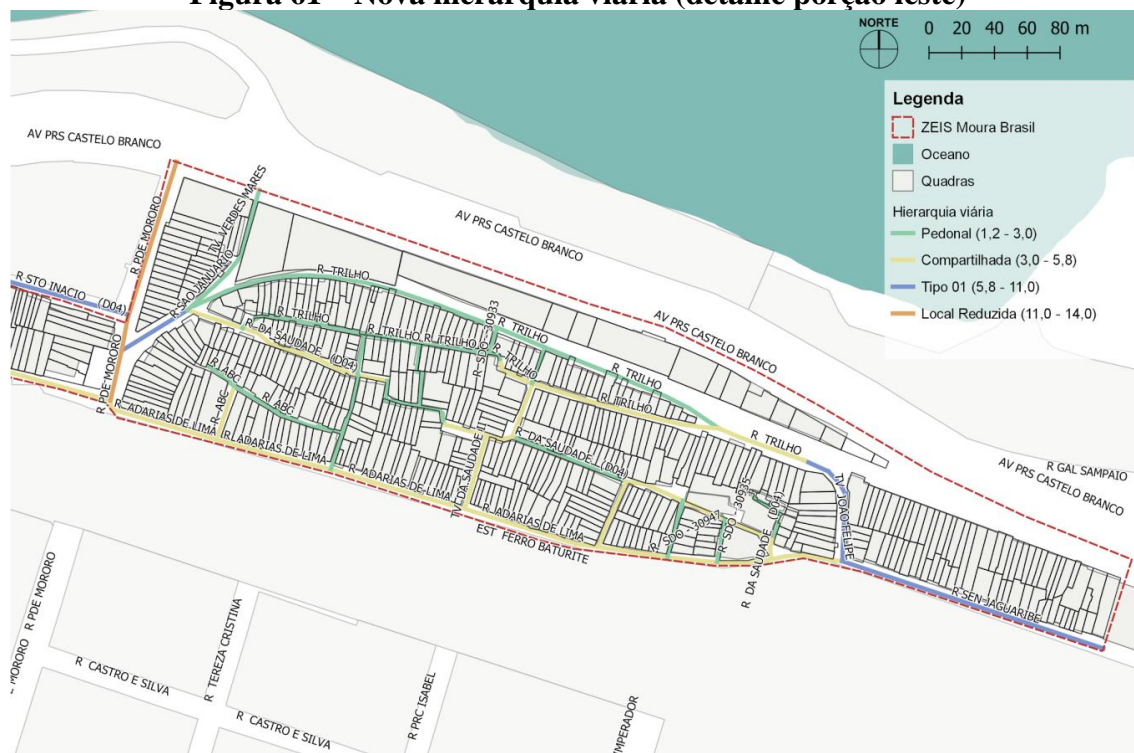 Figura 61 – Nova hierarquia viária (detalhe porção leste)
NORTE
0 20 40 60 80 m
Legenda
ZEIS Moura Brasil
Oceano
Quadras
Hierarquia viária
Pedonal (1,2 - 3,0)
Compartilhada (3,0 - 5,8)
Tipo 01 (5,8 - 11,0)
Local Reduzida (11,0 - 14,0)
AV PRS CASTELO BRANCO
AV PRS CASTELO BRANCO
AV PRS CASTELO BRANCO
AV PRS CASTELO BRANCO
R GAL SAMPAIO
R PDE MORORO
TV. VERDES MARES
R SAO JANUARIO
R STO INACIO (D04)
R PDE MORORO
R TRILHO
R TRILHO
R TRILHO
R TRILHO
R TRILHO
R TRILHO
R TRILHO
R TRILHO
R SDO - 30933
R DA SAUDADE (D04)
R ABC
R ABC
R ABC
R ADARIAS DE LIMA
R ADARIAS DE LIMA
R ADARIAS DE LIMA
R ADARIAS DE LIMA
TV. DA SAUDADE I
R DA SAUDADE (D04)
R SDO - 30947
R SDO - 30935
R DA SAUDADE (D04)
TV JOAO FELIPE
R SEN JAGUARIBE
EST FERRO BATURITE
R PDE MORORO
MORORO
R TEREZA CRISTINA
R CASTRO E SILVA
R CASTRO E SILVA
R PRC ISABEL
IMPERADOR